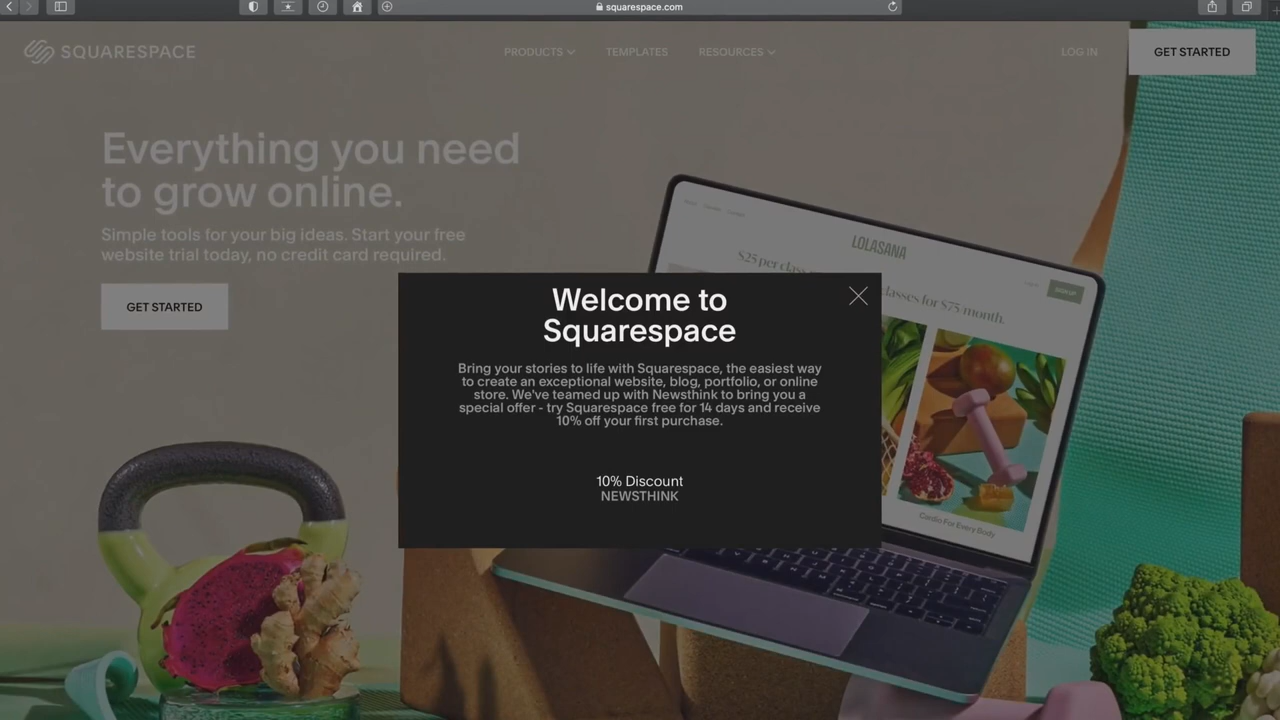 squarespace.com
SQUARESPACE
PRODUCTS
TEMPLATES
RESOURCES
LOG IN
GET STARTED
Everything you need
to grow online.
Simple tools for your big ideas. Start your free
website trial today, no credit card required.
GET STARTED
LOLASANA
$25 per class
classes for $75/month.
SIGN UP
Welcome to
Squarespace
Bring your stories to life with Squarespace, the easiest way
to create an exceptional website, blog, portfolio, or online
store. We've teamed up with Newsthink to bring you a
special offer - try Squarespace free for 14 days and receive
10% off your first purchase.
10% Discount
NEWSTHINK
Cardio For Every Body